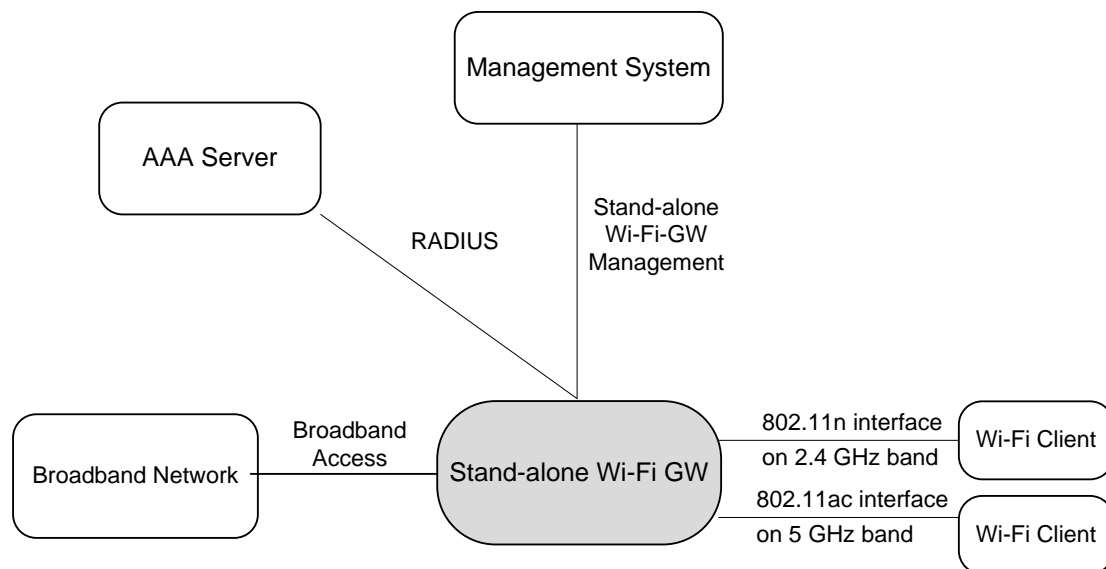 Management System
AAA Server
Stand-alone
Wi-Fi-GW
Management
RADIUS
Broadband
Access
802.11n interface
on 2.4 GHz band
Wi-Fi Client
Broadband Network
Stand-alone Wi-Fi GW
802.11ac interface
on 5 GHz band
Wi-Fi Client